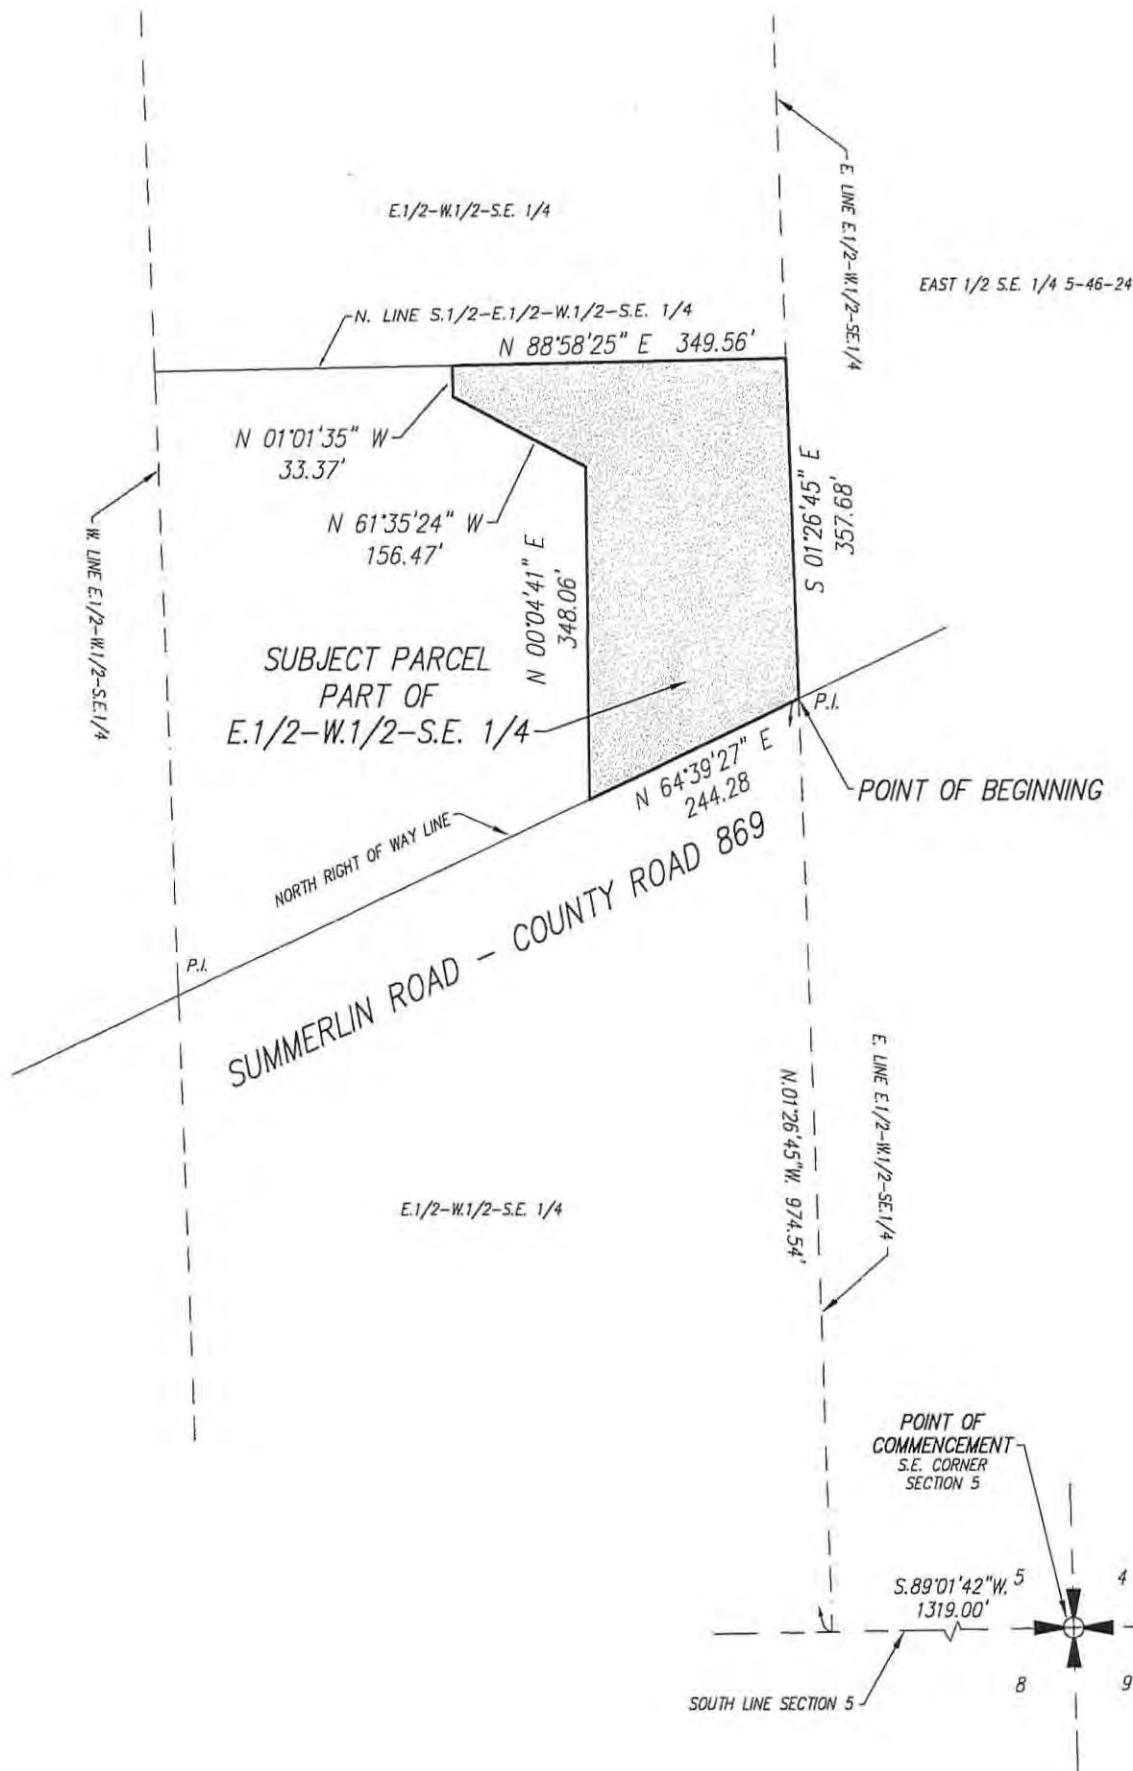 E.1/2-W.1/2-S.E. 1/4
E. LINE E.1/2-W.1/2-SE.1/4
EAST 1/2 S.E. 1/4 5-46-24
N. LINE S.1/2-E.1/2-W.1/2-S.E. 1/4
N 88°58'25" E 349.56'
N 01°01'35" W
33.37'
N 61°35'24" W
156.47'
S 01°26'45" E
357.69'
W. LINE E.1/2-W.1/2-S.E.1/4
N 00°04'41" E
348.06'
SUBJECT PARCEL
PART OF
E.1/2-W.1/2-S.E. 1/4
P.I.
N 64°39'27" E
244.28
POINT OF BEGINNING
NORTH RIGHT OF WAY LINE
SUMMERLIN ROAD - COUNTY ROAD 869
P.I.
N.01°26'45"W. 974.54'
E. LINE E.1/2-W.1/2-SE.1/4
E.1/2-W.1/2-S.E. 1/4
POINT OF
COMMENCEMENT
S.E. CORNER
SECTION 5
S.89°01'42"W.
1319.00'
5 4
8 9
SOUTH LINE SECTION 5